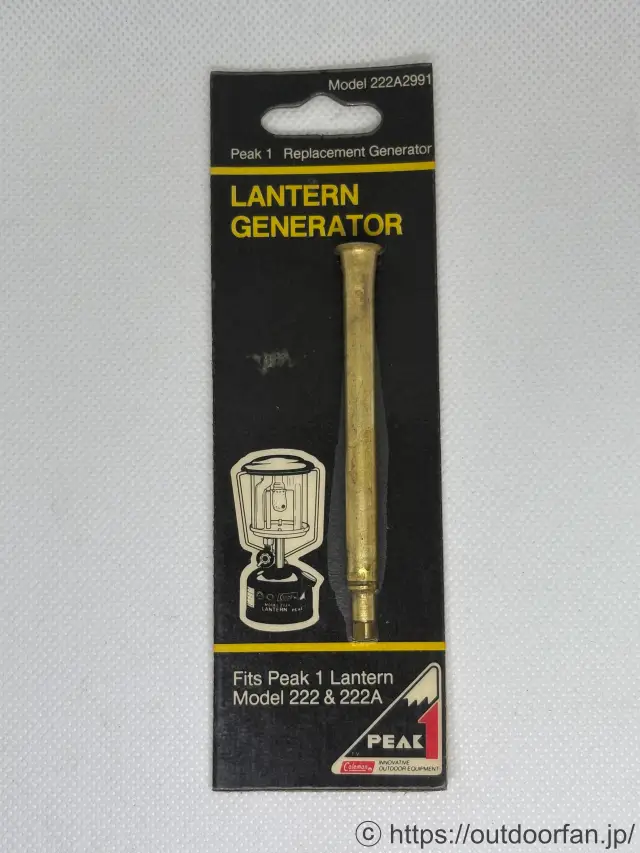 Model 222A2991
Peak 1 Replacement Generator
LANTERN
GENERATOR
LANTERN
Fits Peak 1 Lantern
Model 222 & 222A
PEAK 1
Coleman
INNOVATIVE
OUTDOOR EQUIPMENT
© https://outdoorfan.jp/